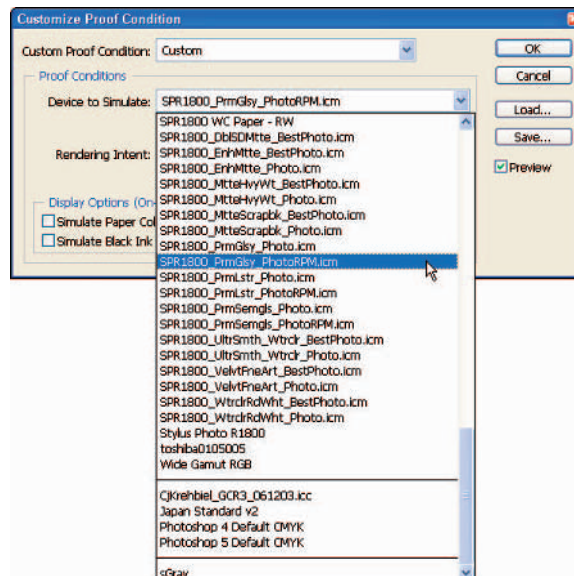 Customize Proof Condition
Custom Proof Condition: Custom
OK
Proof Conditions
Cancel
Device to Simulate: SPR1800_PrmGlsy_PhotoRPM.icm
Load...
Save...
Preview
Rendering Intent:
Display Options (On-
Simulate Paper Col
Simulate Black Ink
SPR1800 WC Paper - RW
SPR1800_DblSDMtte_BestPhoto.icm
SPR1800_EnhMtte_BestPhoto.icm
SPR1800_EnhMtte_Photo.icm
SPR1800_MtteHvyWt_BestPhoto.icm
SPR1800_MtteHvyWt_Photo.icm
SPR1800_MtteScrapbk_BestPhoto.icm
SPR1800_MtteScrapbk_Photo.icm
SPR1800_PrmGlsy_Photo.icm
SPR1800_PrmGlsy_PhotoRPM.icm
SPR1800_PrmLstr_Photo.icm
SPR1800_PrmLstr_PhotoRPM.icm
SPR1800_PrmSemgls_Photo.icm
SPR1800_PrmSemgls_PhotoRPM.icm
SPR1800_UltrSmth_Wtrclr_BestPhoto.icm
SPR1800_UltrSmth_Wtrclr_Photo.icm
SPR1800_VelvtFneArt_BestPhoto.icm
SPR1800_VelvtFneArt_Photo.icm
SPR1800_WtrclrRdWht_BestPhoto.icm
SPR1800_WtrclrRdWht_Photo.icm
Stylus Photo R1800
toshiba0105005
Wide Gamut RGB
CjKrehbiel_GCR3_061203.icc
Japan Standard v2
Photoshop 4 Default CMYK
Photoshop 5 Default CMYK
sGray